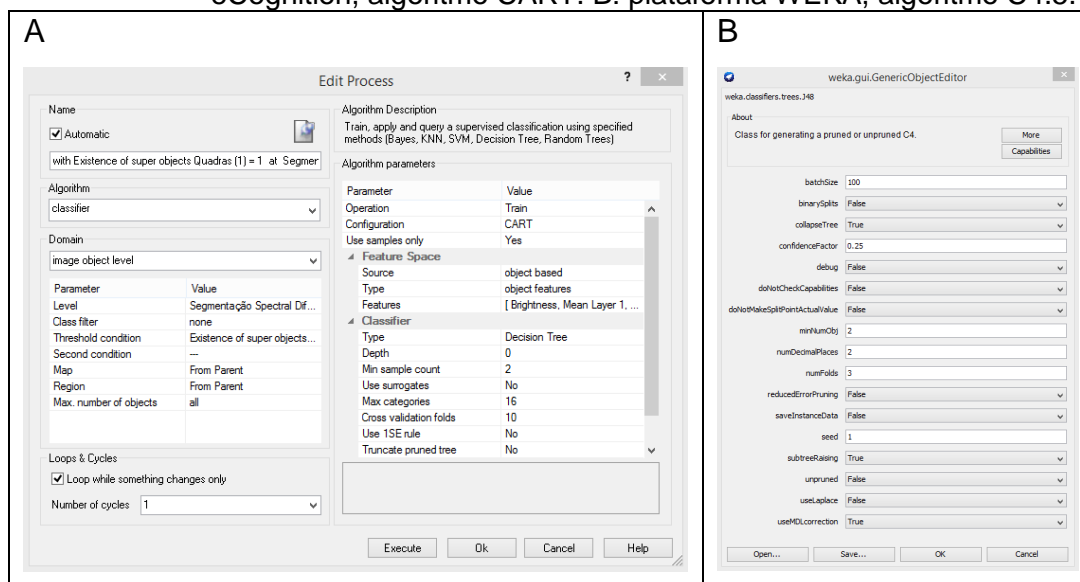 eCognition, algoritmo CART. B: plataforma WEKA, algoritmo C4.5.
A
Edit Process
? ×
Name
Automatic
with Existence of super objects Quadras (1) = 1 at Segmer
Algorithm
classifier
Domain
image object level
Parameter Value
Level Segmentação Spectral Dif...
Class filter none
Threshold condition Existence of super objects...
Second condition ---
Map From Parent
Region From Parent
Max. number of objects all
Loops & Cycles
Loop while something changes only
Number of cycles 1
Algorithm Description
Train, apply and query a supervised classification using specified
methods (Bayes, KNN, SVM, Decision Tree, Random Trees)
Algorithm parameters
Parameter Value
Operation Train
Configuration CART
Use samples only Yes
Feature Space
Source object based
Type object features
Features [ Brightness, Mean Layer 1, ...
Classifier
Type Decision Tree
Depth 0
Min sample count 2
Use surrogates No
Max categories 16
Cross validation folds 10
Use 1SE rule No
Truncate pruned tree No
Execute Ok Cancel Help
B
weka.gui.GenericObjectEditor ×
weka.classifiers.trees.J48
About
Class for generating a pruned or unpruned C4. More
Capabilities
batchSize 100
binarySplits False
collapseTree True
confidenceFactor 0.25
debug False
doNotCheckCapabilities False
doNotMakeSplitPointActualValue False
minNumObj 2
numDecimalPlaces 2
numFolds 3
reducedErrorPruning False
saveInstanceData False
seed 1
subtreeRaising True
unpruned False
useLaplace False
useMDLcorrection True
Open... Save... OK Cancel